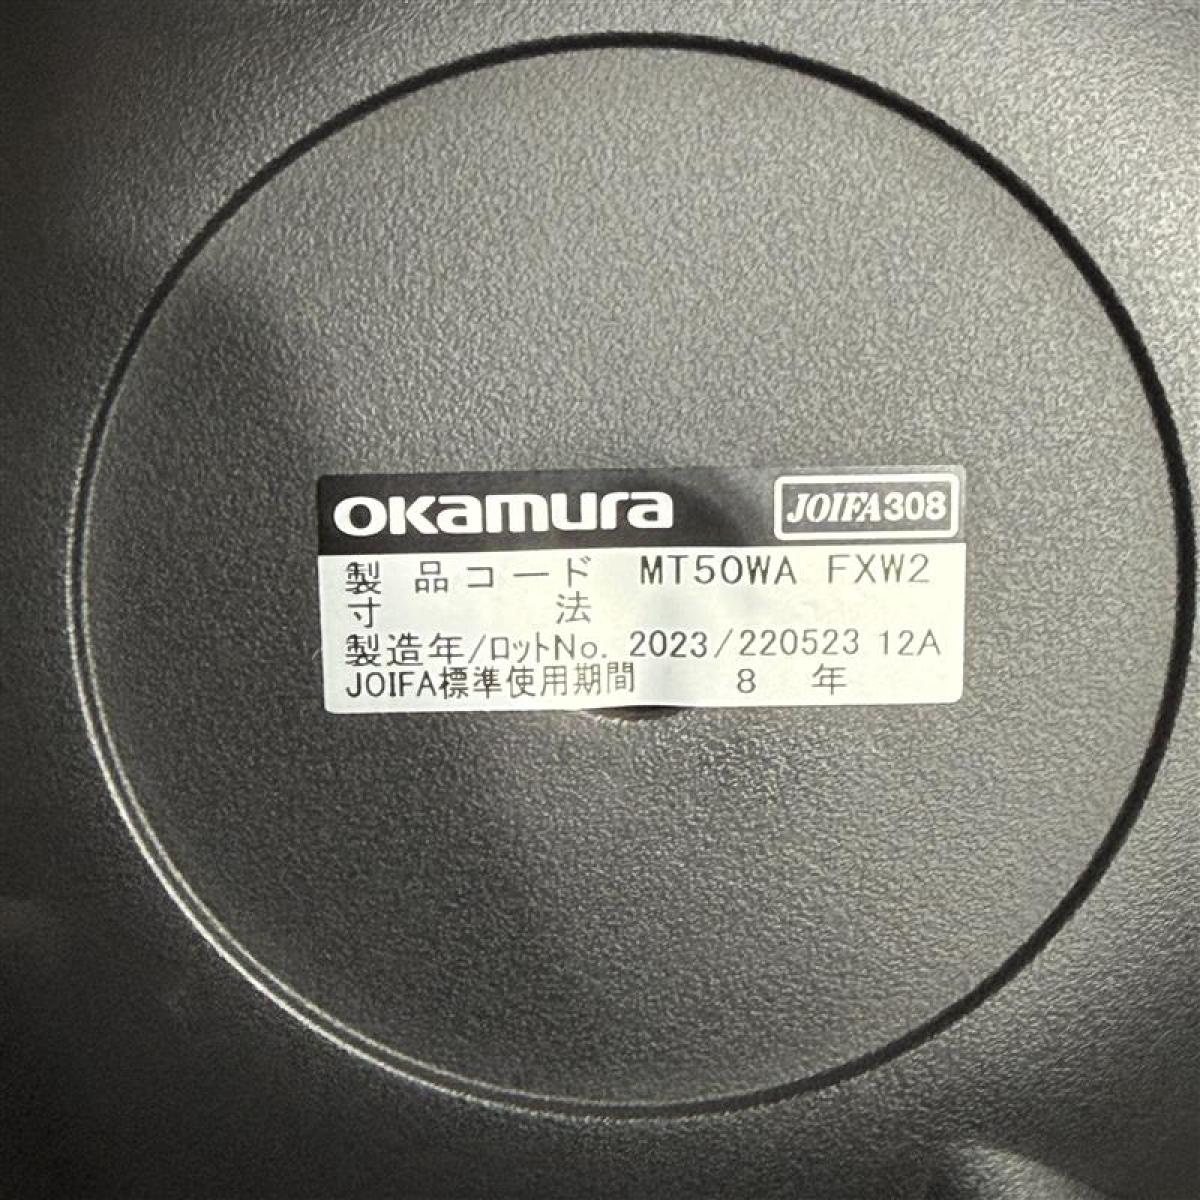 OKamura JOIFA308
製品コード MT50WA FXW2
寸法
製造年/ロットNo. 2023/220523 12A
JOIFA標準使用期間 8年